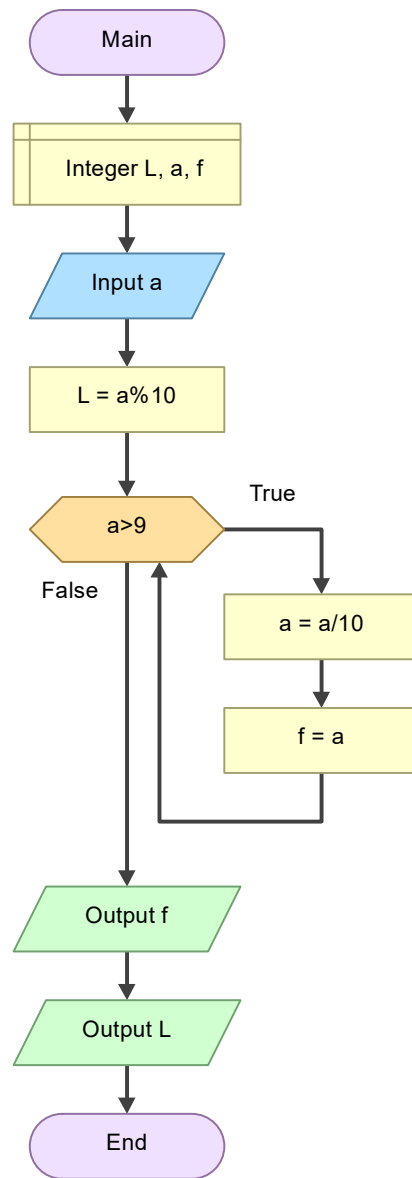 Main
Integer L, a, f
Input a
L = a%10
a>9
True
False
a = a/10
f = a
Output f
Output L
End